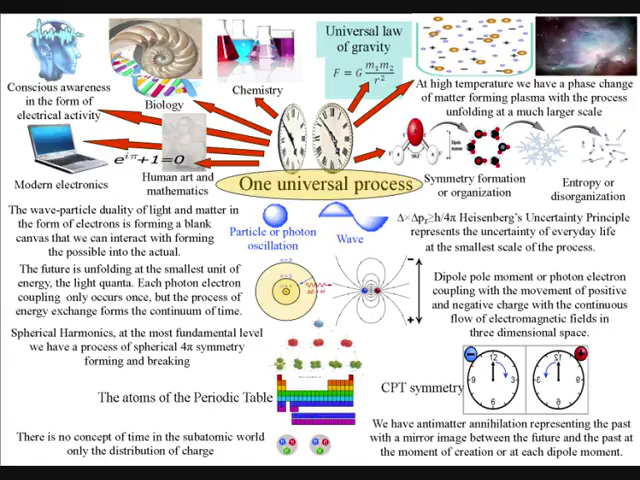 Universal law
of gravity
F = G m₁m₂ / r²
Conscious awareness
in the form of
electrical activity
Biology
Chemistry
At high temperature we have a phase change
of matter forming plasma with the process
unfolding at a much larger scale
Modern electronics
e^iπ+1=0
Human art and
mathematics
One universal process
Symmetry formation
or organization
Entropy or
disorganization
The wave-particle duality of light and matter in
the form of electrons is forming a blank
canvas that we can interact with forming
the possible into the actual.
Particle or photon
oscillation
Wave
Δ×Δpᵪ≥h/4π Heisenberg's Uncertainty Principle
represents the uncertainty of everyday life
at the smallest scale of the process.
The future is unfolding at the smallest unit of
energy, the light quanta. Each photon electron
coupling only occurs once, but the process of
energy exchange forms the continuum of time.
Dipole pole moment or photon electron
coupling with the movement of positive
and negative charge with the continuous
flow of electromagnetic fields in
three dimensional space.
Spherical Harmonics, at the most fundamental level
we have a process of spherical 4π symmetry
forming and breaking
The atoms of the Periodic Table
CPT symmetry
12
3
6
9
12
3
6
9
There is no concept of time in the subatomic world
only the distribution of charge
We have antimatter annihilation representing the past
with a mirror image between the future and the past at
the moment of creation or at each dipole moment.